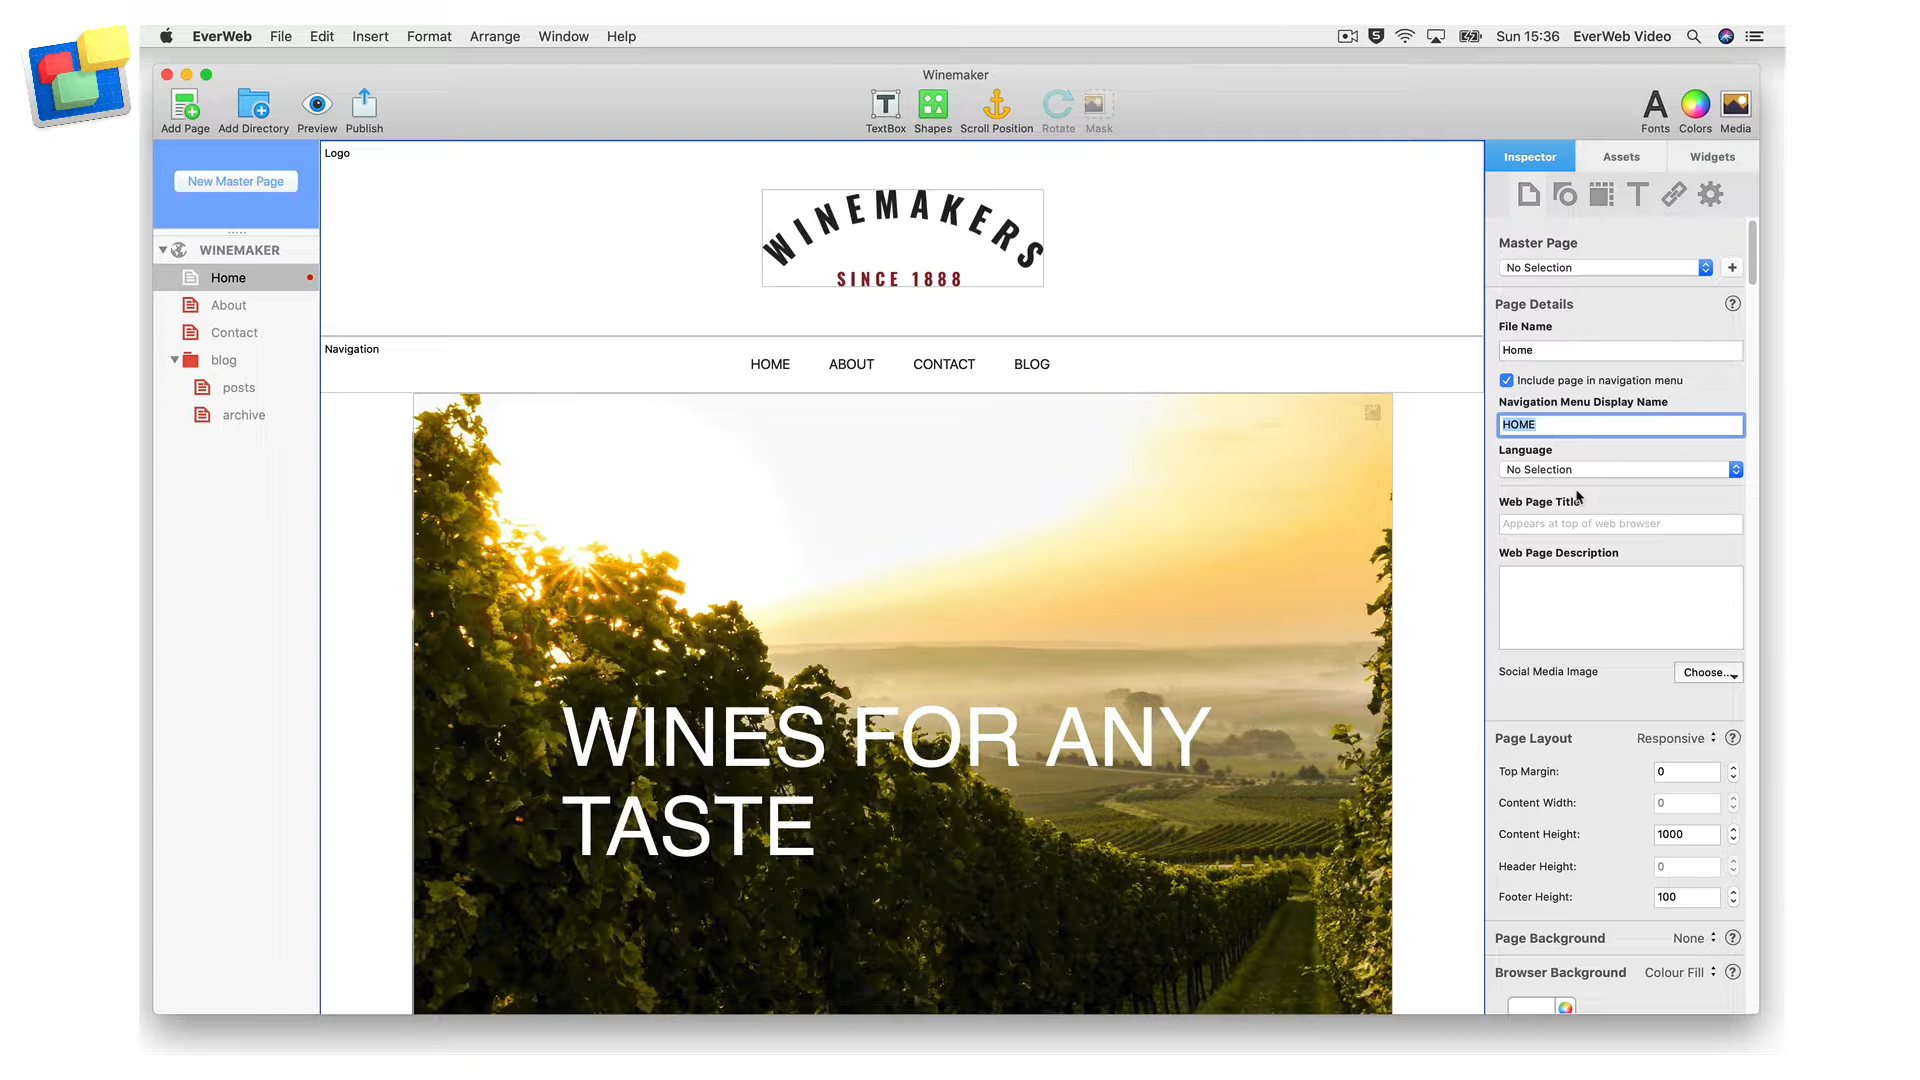 EverWeb File Edit Insert Format Arrange Window Help
Sun 15:36 EverWeb Video
Winemaker
Add Page Add Directory Preview Publish
TextBox Shapes Scroll Position Rotate Mask
Fonts Colors Media
New Master Page
WINEMAKER
Home
About
Contact
blog
posts
archive
Logo
WINEMAKERS
SINCE 1888
Navigation
HOME ABOUT CONTACT BLOG
WINES FOR ANY
TASTE
Inspector Assets Widgets
Master Page
No Selection
Page Details
File Name
Home
Include page in navigation menu
Navigation Menu Display Name
HOME
Language
No Selection
Web Page Title
Appears at top of web browser
Web Page Description
Social Media Image Choose...
Page Layout Responsive
Top Margin: 0
Content Width: 0
Content Height: 1000
Header Height: 0
Footer Height: 100
Page Background None
Browser Background Colour Fill